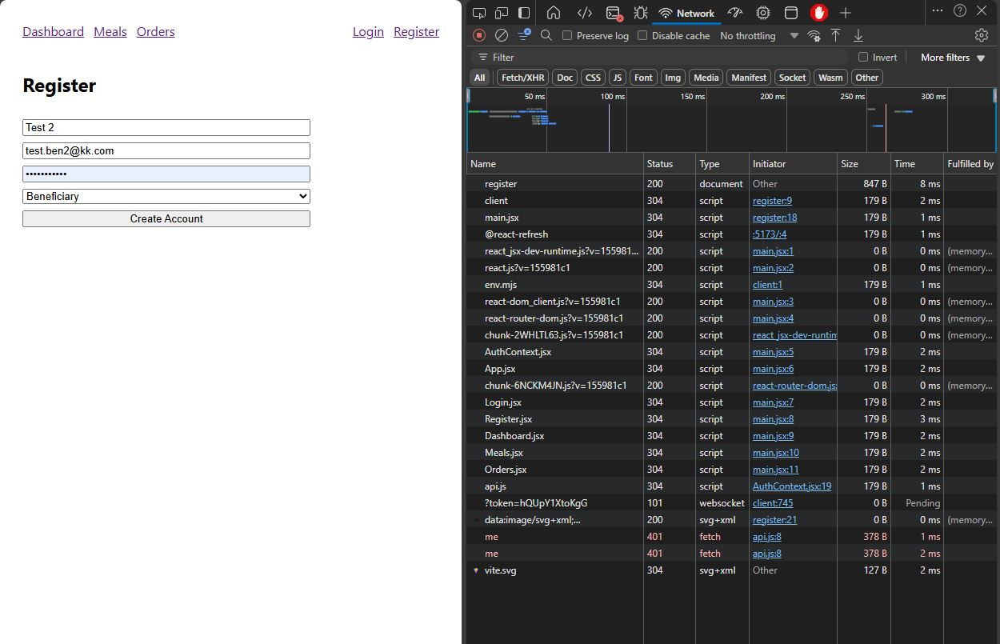 Dashboard Meals Orders Login Register
Register
Test 2
test.ben2@kk.com
•••••••••••
Beneficiary
Create Account
Network
Preserve log Disable cache No throttling
Filter Invert More filters
All Fetch/XHR Doc CSS JS Font Img Media Manifest Socket Wasm Other
50 ms 100 ms 150 ms 200 ms 250 ms 300 ms
Name Status Type Initiator Size Time Fulfilled by
register 200 document Other 847 B 8 ms
client 304 script register:9 179 B 2 ms
main.jsx 304 script register:18 179 B 1 ms
@react-refresh 304 script :5173/:4 179 B 1 ms
react_jsx-dev-runtime.js?v=155981... 200 script main.jsx:1 0 B 0 ms (memory...
react.js?v=155981c1 200 script main.jsx:2 0 B 0 ms (memory...
env.mjs 304 script client:1 179 B 1 ms
react-dom_client.js?v=155981c1 200 script main.jsx:3 0 B 0 ms (memory...
react-router-dom.js?v=155981c1 200 script main.jsx:4 0 B 0 ms (memory...
chunk-2WHLTL63.js?v=155981c1 200 script react_jsx-dev-runtim 0 B 0 ms (memory...
AuthContext.jsx 304 script main.jsx:5 179 B 2 ms
App.jsx 304 script main.jsx:6 179 B 2 ms
chunk-6NCKM4JN.js?v=155981c1 200 script react-router-dom.js: 0 B 0 ms (memory...
Login.jsx 304 script main.jsx:7 179 B 2 ms
Register.jsx 304 script main.jsx:8 179 B 3 ms
Dashboard.jsx 304 script main.jsx:9 179 B 2 ms
Meals.jsx 304 script main.jsx:10 179 B 2 ms
Orders.jsx 304 script main.jsx:11 179 B 2 ms
api.js 304 script AuthContext.jsx:19 179 B 1 ms
?token=hQUpY1XtoKgG 101 websocket client:745 0 B Pending
data:image/svg+xml;... 200 svg+xml register:21 0 B 0 ms (memory...
me 401 fetch api.js:8 378 B 1 ms
me 401 fetch api.js:8 378 B 2 ms
vite.svg 304 svg+xml Other 127 B 2 ms